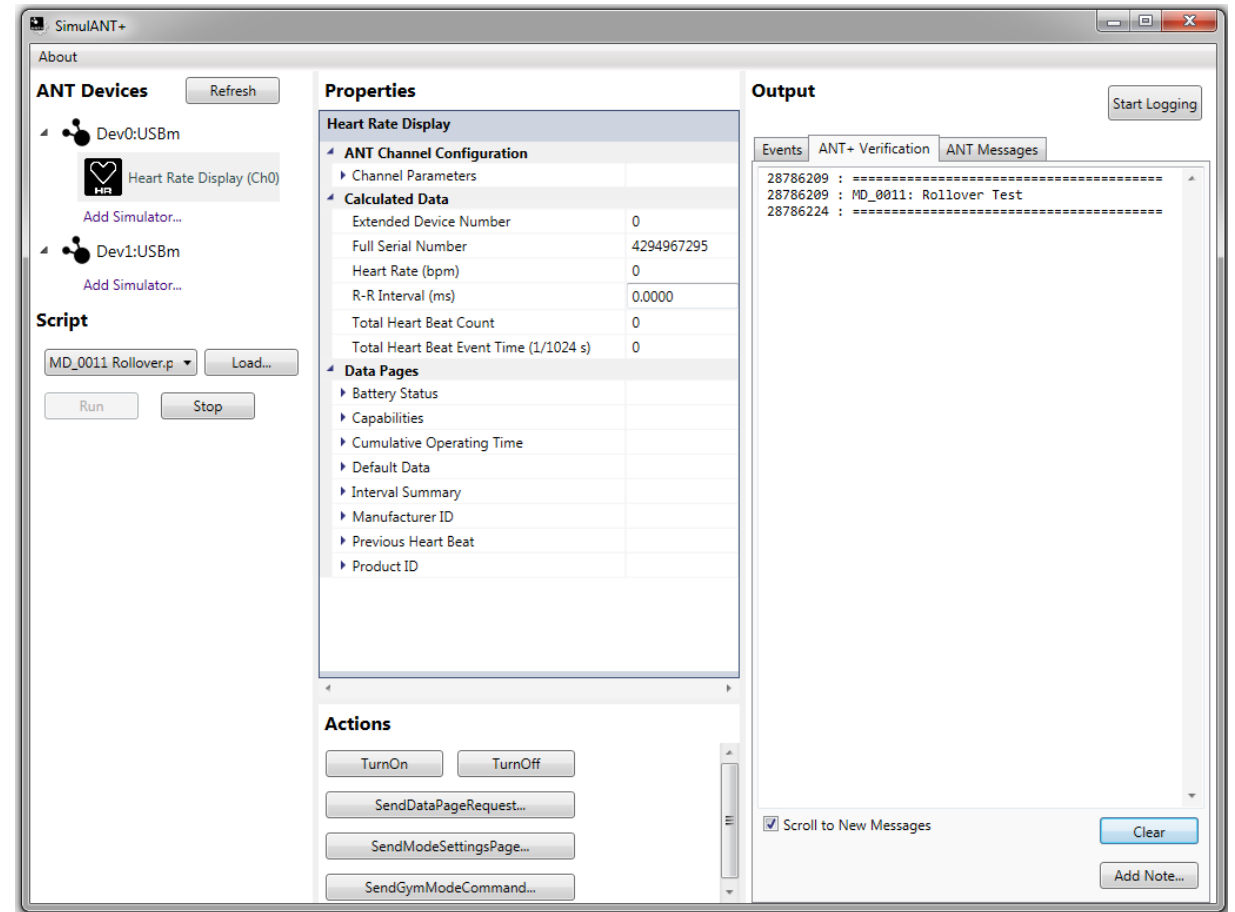 SimulANT+
About
ANT Devices
Refresh
Dev0:USBm
HR
Heart Rate Display (Ch0)
Add Simulator...
Dev1:USBm
Add Simulator...
Script
MD_0011 Rollover.p
Load...
Run
Stop
Properties
Heart Rate Display
ANT Channel Configuration
Channel Parameters
Calculated Data
Extended Device Number 0
Full Serial Number 4294967295
Heart Rate (bpm) 0
R-R Interval (ms) 0.0000
Total Heart Beat Count 0
Total Heart Beat Event Time (1/1024 s) 0
Data Pages
Battery Status
Capabilities
Cumulative Operating Time
Default Data
Interval Summary
Manufacturer ID
Previous Heart Beat
Product ID
Actions
TurnOn
TurnOff
SendDataPageRequest...
SendModeSettingsPage...
SendGymModeCommand...
Output
Start Logging
Events
ANT+ Verification
ANT Messages
28786209 : =======================================
28786209 : MD_0011: Rollover Test
28786224 : =======================================
Scroll to New Messages
Clear
Add Note...